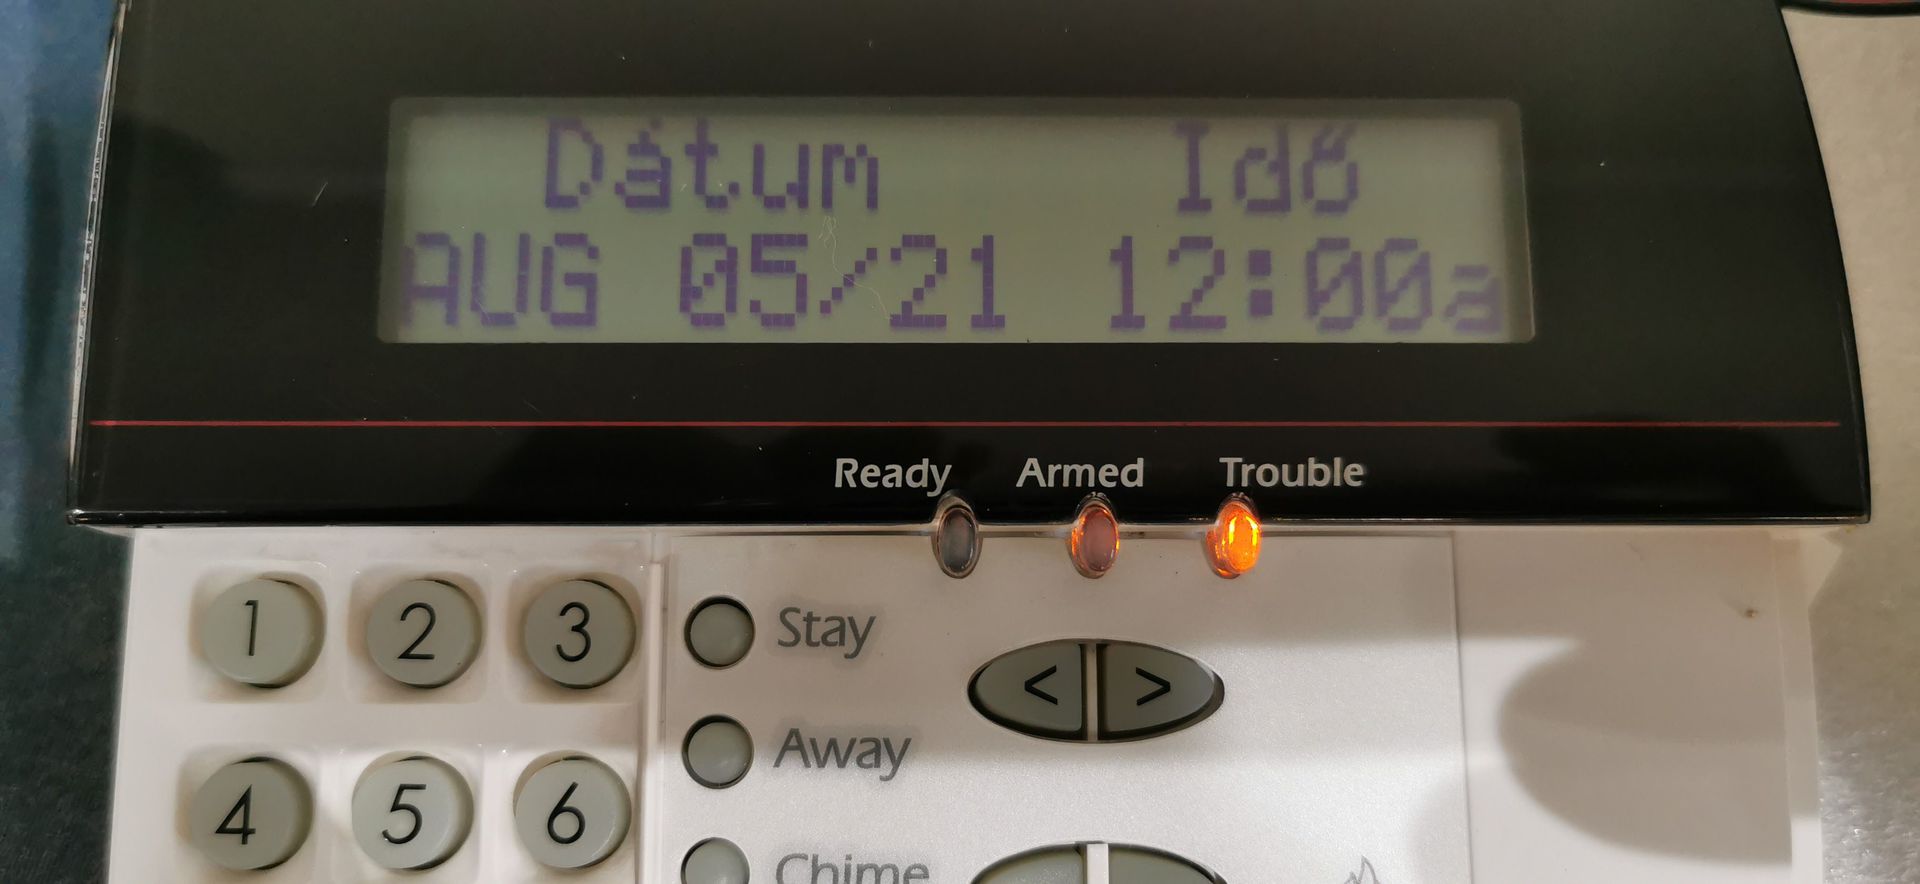 Dátum Idő
AUG 05/21 12:00a
Ready Armed Trouble
1 2 3 Stay
< >
Away
4 5 6
Chime